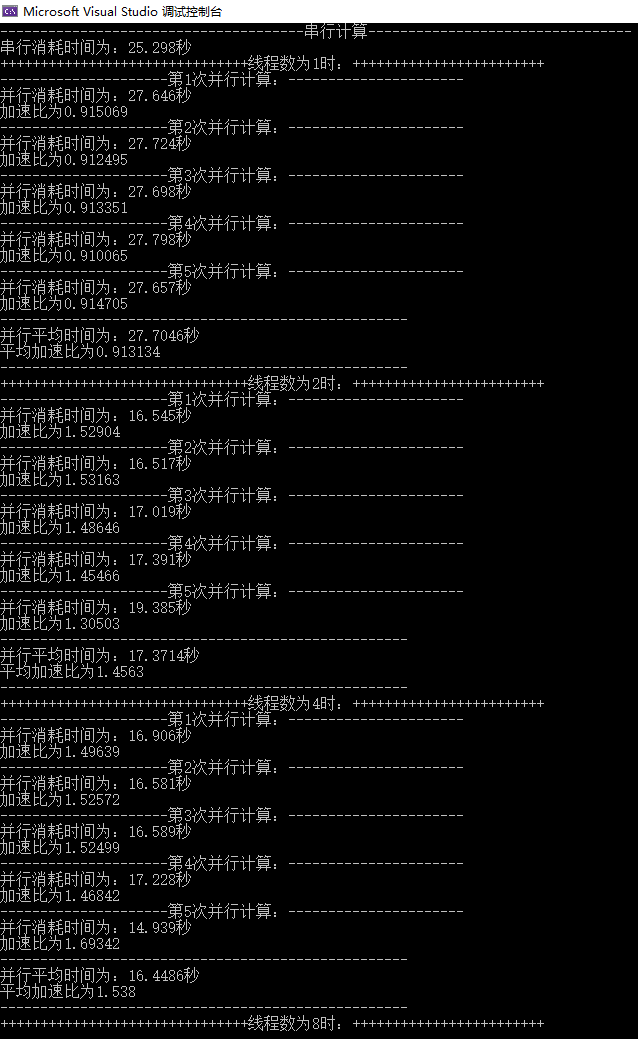 Microsoft Visual Studio 调试控制台
--------------------------------------串行计算---------------------------------
串行消耗时间为：25.298秒
+++++++++++++++++++++++++++++++线程数为1时：++++++++++++++++++++++++
---------------------第1次并行计算：----------------------
并行消耗时间为：27.646秒
加速比为0.915069
---------------------第2次并行计算：----------------------
并行消耗时间为：27.724秒
加速比为0.912495
---------------------第3次并行计算：----------------------
并行消耗时间为：27.698秒
加速比为0.913351
---------------------第4次并行计算：----------------------
并行消耗时间为：27.798秒
加速比为0.910065
---------------------第5次并行计算：----------------------
并行消耗时间为：27.657秒
加速比为0.914705
---------------------------------------------------
并行平均时间为：27.7046秒
平均加速比为0.913134
---------------------------------------------------
+++++++++++++++++++++++++++++++线程数为2时：++++++++++++++++++++++++
---------------------第1次并行计算：----------------------
并行消耗时间为：16.545秒
加速比为1.52904
---------------------第2次并行计算：----------------------
并行消耗时间为：16.517秒
加速比为1.53163
---------------------第3次并行计算：----------------------
并行消耗时间为：17.019秒
加速比为1.48646
---------------------第4次并行计算：----------------------
并行消耗时间为：17.391秒
加速比为1.45466
---------------------第5次并行计算：----------------------
并行消耗时间为：19.385秒
加速比为1.30503
---------------------------------------------------
并行平均时间为：17.3714秒
平均加速比为1.4563
---------------------------------------------------
+++++++++++++++++++++++++++++++线程数为4时：++++++++++++++++++++++++
---------------------第1次并行计算：----------------------
并行消耗时间为：16.906秒
加速比为1.49639
---------------------第2次并行计算：----------------------
并行消耗时间为：16.581秒
加速比为1.52572
---------------------第3次并行计算：----------------------
并行消耗时间为：16.589秒
加速比为1.52499
---------------------第4次并行计算：----------------------
并行消耗时间为：17.228秒
加速比为1.46842
---------------------第5次并行计算：----------------------
并行消耗时间为：14.939秒
加速比为1.69342
---------------------------------------------------
并行平均时间为：16.4486秒
平均加速比为1.538
---------------------------------------------------
+++++++++++++++++++++++++++++++线程数为8时：++++++++++++++++++++++++